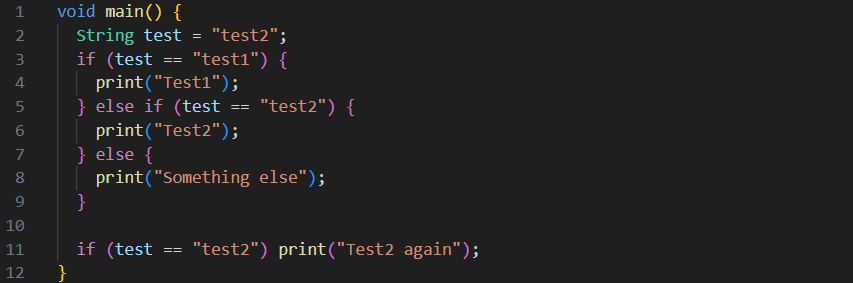 1 void main() {
2 String test = "test2";
3 if (test == "test1") {
4 print("Test1");
5 } else if (test == "test2") {
6 print("Test2");
7 } else {
8 print("Something else");
9 }
10
11 if (test == "test2") print("Test2 again");
12 }